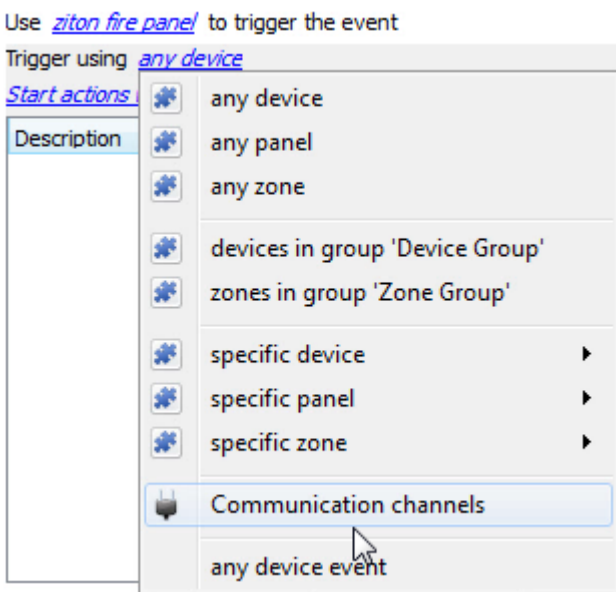 Use ziton fire panel to trigger the event
Trigger using any device
Start actions
any device
Description
any panel
any zone
devices in group 'Device Group'
zones in group 'Zone Group'
specific device
specific panel
specific zone
Communication channels
any device event